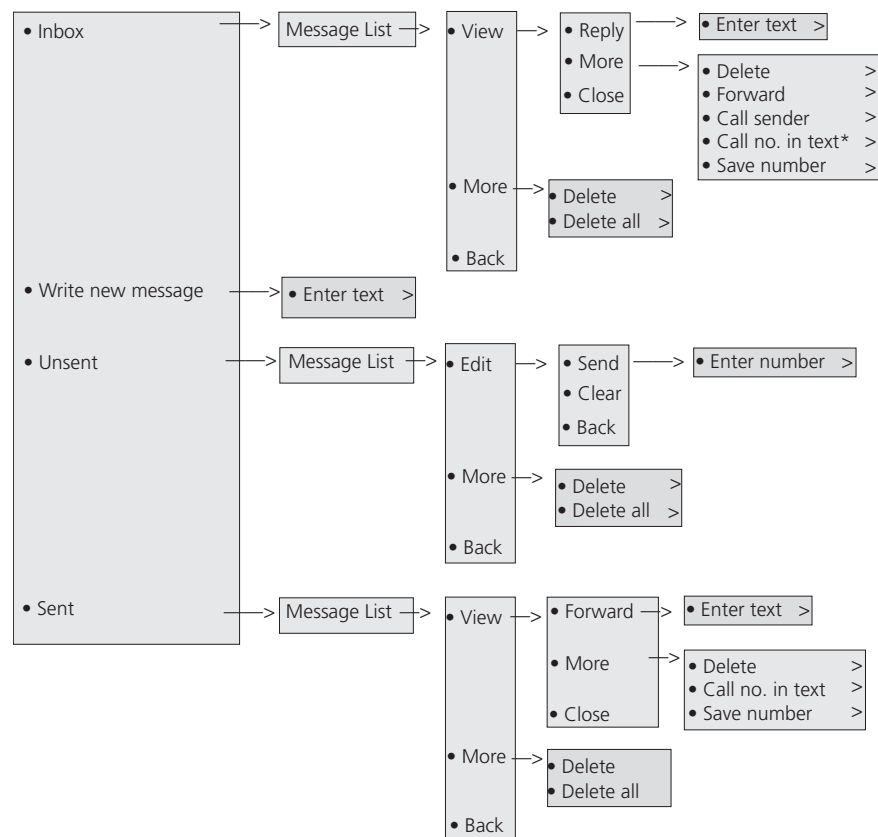 • Inbox
Message List
• View
• Reply
• More
• Close
• Enter text >
• Delete >
• Forward >
• Call sender >
• Call no. in text* >
• Save number >
• More
• Delete >
• Delete all >
• Back
• Write new message
• Enter text >
• Unsent
Message List
• Edit
• Send
• Clear
• Back
• Enter number >
• More
• Delete >
• Delete all >
• Back
• Sent
Message List
• View
• Forward
• More
• Close
• Enter text >
• Delete >
• Call no. in text >
• Save number >
• More
• Delete
• Delete all
• Back